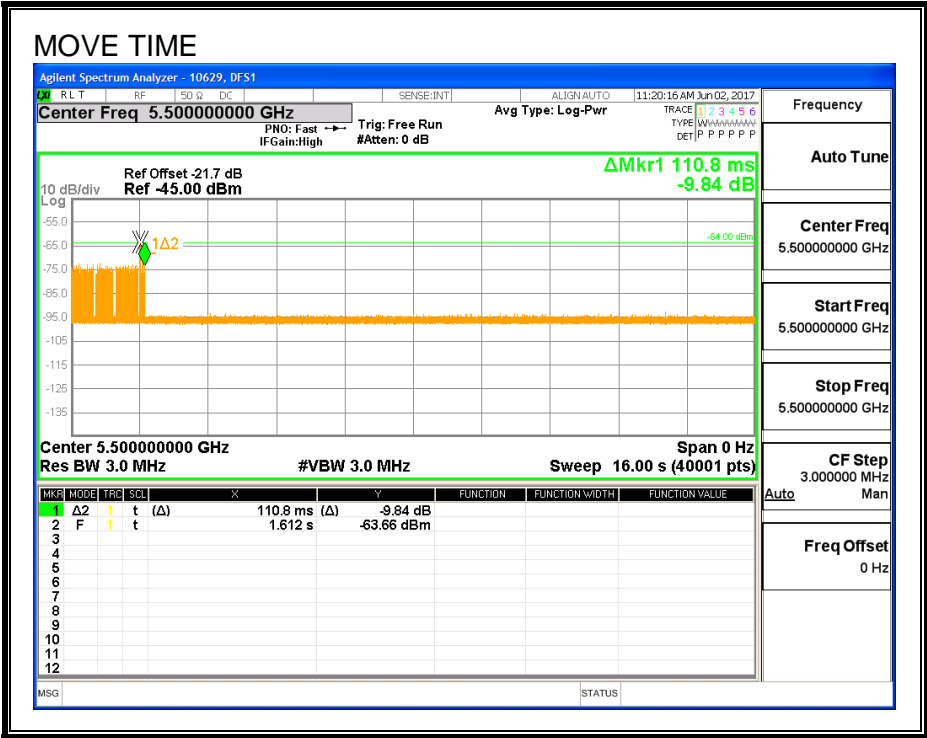 MOVE TIME
Agilent Spectrum Analyzer - 10629, DFS1
LXI RLT RF 50 Ω DC SENSE:INT ALIGNAUTO 11:20:16 AM Jun 02, 2017
Center Freq 5.500000000 GHz
PNO: Fast
IFGain:High
Trig: Free Run
#Atten: 0 dB
Avg Type: Log-Pwr
TRACE 1 2 3 4 5 6
TYPE WWWWWW
DET P P P P P P
Ref Offset -21.7 dB
10 dB/div Ref -45.00 dBm
Log
ΔMkr1 110.8 ms
-9.84 dB
-55.0
-65.0
-75.0
-85.0
-95.0
-105
-115
-125
-135
1Δ2
-64.00 dBm
Center 5.500000000 GHz Span 0 Hz
Res BW 3.0 MHz #VBW 3.0 MHz Sweep 16.00 s (40001 pts)
MKR MODE TRC SCL X Y FUNCTION FUNCTION WIDTH FUNCTION VALUE
1 Δ2 1 t (Δ) 110.8 ms (Δ) -9.84 dB
2 F 1 t 1.612 s -63.66 dBm
3
4
5
6
7
8
9
10
11
12
MSG STATUS
Frequency
Auto Tune
Center Freq
5.500000000 GHz
Start Freq
5.500000000 GHz
Stop Freq
5.500000000 GHz
CF Step
3.000000 MHz
Auto Man
Freq Offset
0 Hz